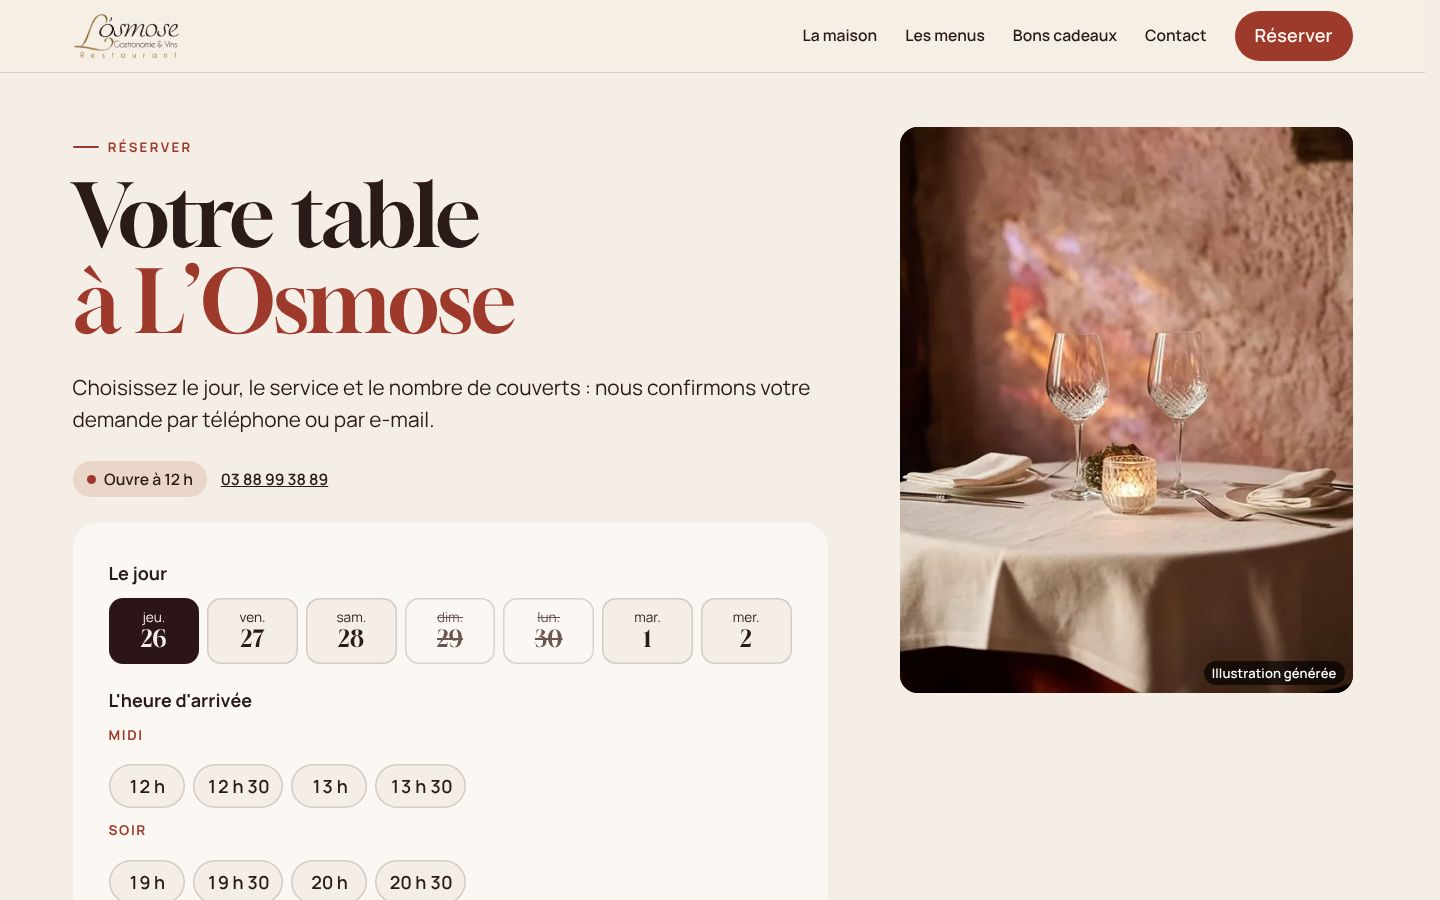 L'osmose
Gastronomie & Vins
Restaurant
La maison
Les menus
Bons cadeaux
Contact
Réserver
RÉSERVER
Votre table
à L’Osmose
Choisissez le jour, le service et le nombre de couverts : nous confirmons votre
demande par téléphone ou par e-mail.
Ouvre à 12 h
03 88 99 38 89
Le jour
jeu.
26
ven.
27
sam.
28
dim.
29
lun.
30
mar.
1
mer.
2
L'heure d'arrivée
MIDI
12 h
12 h 30
13 h
13 h 30
SOIR
19 h
19 h 30
20 h
20 h 30
Illustration générée